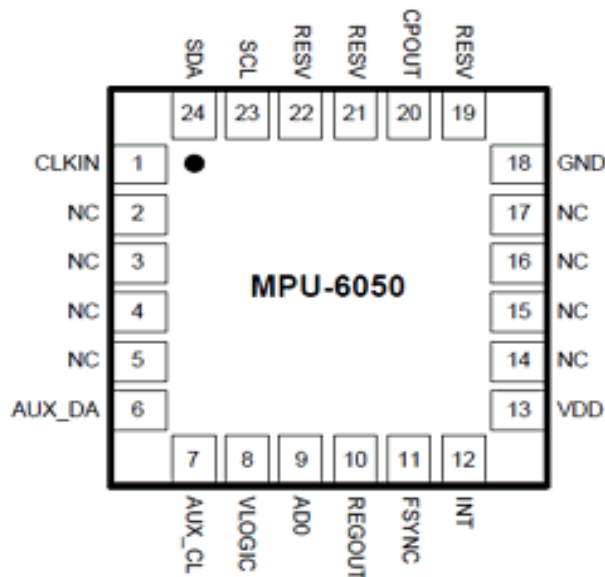 SDA SCL RESV RESV CPOUT RESV
24 23 22 21 20 19
CLKIN 1 18 GND
NC 2 17 NC
NC 3 16 NC
MPU-6050
NC 4 15 NC
NC 5 14 NC
AUX_DA 6 13 VDD
7 8 9 10 11 12
AUX_CL VLOGIC AD0 REGOUT FSYNC INT